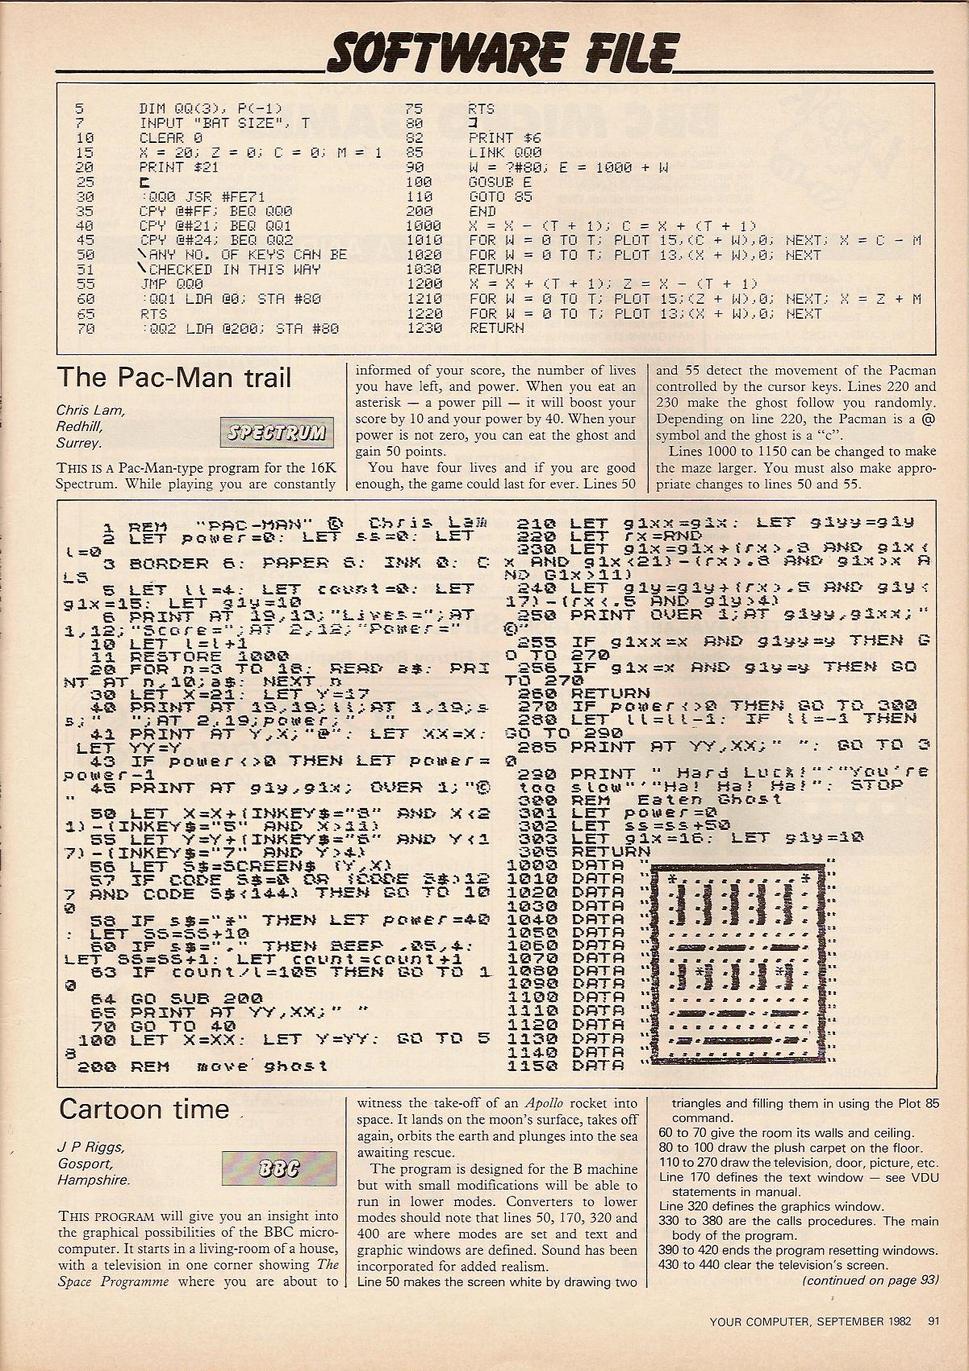 SOFTWARE FILE
5 DIM QQ(3), P(-1)
7 INPUT "BAT SIZE", T
10 CLEAR 0
15 X = 20; Z = 0; C = 0; M = 1
20 PRINT $21
25 [
30 :QQ0 JSR #FE71
35 CPY @#FF; BEQ QQ0
40 CPY @#21; BEQ QQ1
45 CPY @#24; BEQ QQ2
50 \ANY NO. OF KEYS CAN BE
51 \CHECKED IN THIS WAY
55 JMP QQ0
60 :QQ1 LDA @0; STA #80
65 RTS
70 :QQ2 LDA @200; STA #80
75 RTS
80 ]
82 PRINT $6
85 LINK QQ0
90 W = ?#80; E = 1000 + W
100 GOSUB E
110 GOTO 85
200 END
1000 X = X - (T + 1); C = X + (T + 1)
1010 FOR W = 0 TO T; PLOT 15,(C + W),0; NEXT; X = C - M
1020 FOR W = 0 TO T; PLOT 13,(X + W),0; NEXT
1030 RETURN
1200 X = X + (T + 1); Z = X - (T + 1)
1210 FOR W = 0 TO T; PLOT 15;(Z + W),0; NEXT; X = Z + M
1220 FOR W = 0 TO T; PLOT 13;(X + W),0; NEXT
1230 RETURN
The Pac-Man trail
Chris Lam,
Redhill,
Surrey.
SPECTRUM
THIS IS A Pac-Man-type program for the 16K
Spectrum. While playing you are constantly
informed of your score, the number of lives
you have left, and power. When you eat an
asterisk — a power pill — it will boost your
score by 10 and your power by 40. When your
power is not zero, you can eat the ghost and
gain 50 points.
You have four lives and if you are good
enough, the game could last for ever. Lines 50
and 55 detect the movement of the Pacman
controlled by the cursor keys. Lines 220 and
230 make the ghost follow you randomly.
Depending on line 220, the Pacman is a @
symbol and the ghost is a "c".
Lines 1000 to 1150 can be changed to make
the maze larger. You must also make appro-
priate changes to lines 50 and 55.
1 REM "PAC-MAN" © Chris Lam
2 LET power=0: LET ss=0: LET
l=0
3 BORDER 6: PAPER 6: INK 0: C
LS
5 LET ll=4: LET count=0: LET
g1x=15: LET g1y=10
6 PRINT AT 19,13;"Lives=";AT
1,12;"Score=";AT 2,12;"Power="
10 LET l=l+1
11 RESTORE 1000
20 FOR n=3 TO 18: READ a$: PRI
NT AT n,10;a$: NEXT n
30 LET X=21: LET Y=17
40 PRINT AT 19,19;ll;AT 1,19;s
s;" ";AT 2,19;power;" "
41 PRINT AT Y,X;"@": LET XX=X:
LET YY=Y
43 IF power<>0 THEN LET power=
power-1
45 PRINT AT g1y,g1x; OVER 1;"©
"
50 LET X=X+(INKEY$="8" AND X<2
1)-(INKEY$="5" AND X>11)
55 LET Y=Y+(INKEY$="6" AND Y<1
7)-(INKEY$="7" AND Y>4)
56 LET S$=SCREEN$ (Y,X)
57 IF CODE S$=0 OR (CODE S$>12
7 AND CODE S$<144) THEN GO TO 10
0
58 IF s$="*" THEN LET power=40
: LET SS=SS+10
60 IF s$="." THEN BEEP .05,4:
LET SS=SS+1: LET count=count+1
63 IF count/l=105 THEN GO TO 1
0
64 GO SUB 200
65 PRINT AT YY,XX;" "
70 GO TO 40
100 LET X=XX: LET Y=YY: GO TO 5
8
200 REM move ghost
210 LET g1xx=g1x: LET g1yy=g1y
220 LET rx=RND
230 LET g1x=g1x+(rx>.8 AND g1x<
x AND g1x<21)-(rx>.8 AND g1x>x A
ND G1x>11)
240 LET g1y=g1y+(rx>.5 AND g1y<
17)-(rx<.5 AND g1y>4)
250 PRINT OVER 1;AT g1yy,g1xx;"
©"
255 IF g1xx=x AND g1yy=y THEN G
O TO 270
256 IF g1x=x AND g1y=y THEN GO
TO 270
260 RETURN
270 IF power<>0 THEN GO TO 300
280 LET ll=ll-1: IF ll=-1 THEN
GO TO 290
285 PRINT AT YY,XX;" ": GO TO 3
0
290 PRINT " Hard Luck!"'"You're
too slow"'"Ha! Ha! Ha!": STOP
300 REM Eaten Ghost
301 LET power=0
302 LET ss=ss+50
303 LET g1x=16: LET g1y=10
305 RETURN
1000 DATA "
1010 DATA "
1020 DATA "
1030 DATA "
1040 DATA "
1050 DATA "
1060 DATA "
1070 DATA "
1080 DATA "
1090 DATA "
1100 DATA "
1110 DATA "
1120 DATA "
1130 DATA "
1140 DATA "
1150 DATA "
Cartoon time
J P Riggs,
Gosport,
Hampshire.
BBC
THIS PROGRAM will give you an insight into
the graphical possibilities of the BBC micro-
computer. It starts in a living-room of a house,
with a television in one corner showing The
Space Programme where you are about to
witness the take-off of an Apollo rocket into
space. It lands on the moon's surface, takes off
again, orbits the earth and plunges into the sea
awaiting rescue.
The program is designed for the B machine
but with small modifications will be able to
run in lower modes. Converters to lower
modes should note that lines 50, 170, 320 and
400 are where modes are set and text and
graphic windows are defined. Sound has been
incorporated for added realism.
Line 50 makes the screen white by drawing two
triangles and filling them in using the Plot 85
command.
60 to 70 give the room its walls and ceiling.
80 to 100 draw the plush carpet on the floor.
110 to 270 draw the television, door, picture, etc.
Line 170 defines the text window — see VDU
statements in manual.
Line 320 defines the graphics window.
330 to 380 are the calls procedures. The main
body of the program.
390 to 420 ends the program resetting windows.
430 to 440 clear the television's screen.
(continued on page 93)
YOUR COMPUTER, SEPTEMBER 1982 91